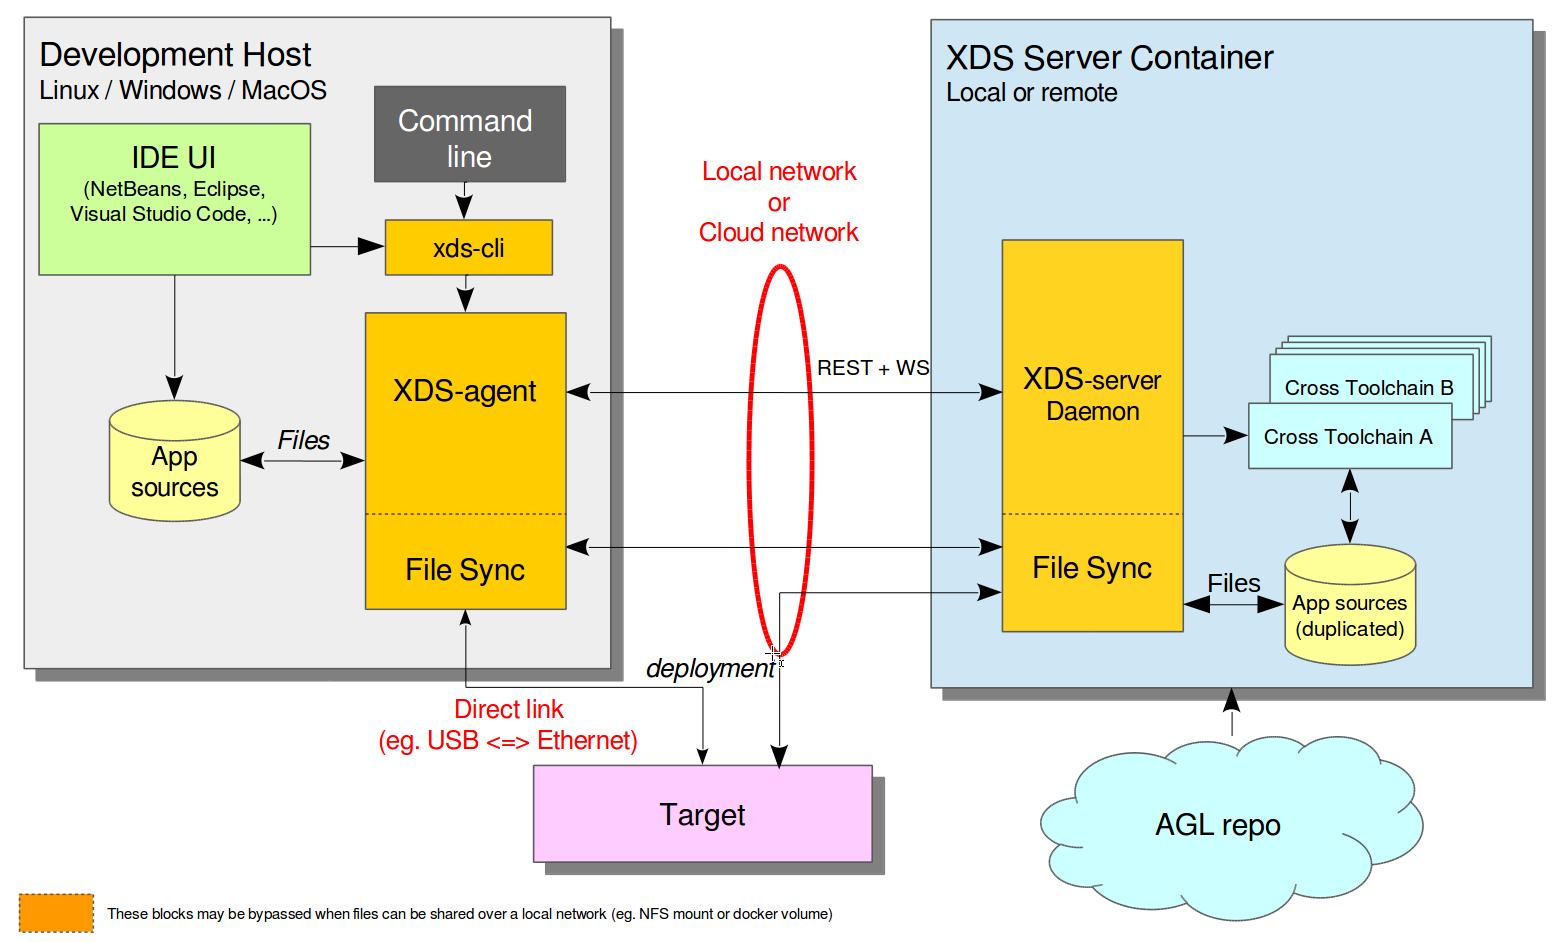 Development Host
Linux / Windows / MacOS
IDE UI
(NetBeans, Eclipse,
Visual Studio Code, ...)
Command
line
xds-cli
XDS-agent
Files
App
sources
File Sync
Local network
or
Cloud network
REST + WS
deployment
Direct link
(eg. USB <=> Ethernet)
Target
XDS Server Container
Local or remote
XDS-server
Daemon
Cross Toolchain B
Cross Toolchain A
File Sync
Files
App sources
(duplicated)
AGL repo
These blocks may be bypassed when files can be shared over a local network (eg. NFS mount or docker volume)